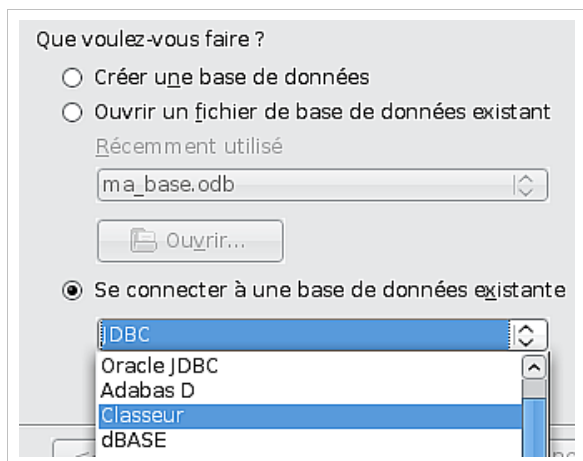 Que voulez-vous faire ?
Créer une base de données
Ouvrir un fichier de base de données existant
Récemment utilisé
ma_base.odb
Ouvrir...
Se connecter à une base de données existante
JDBC
Oracle JDBC
Adabas D
Classeur
dBASE